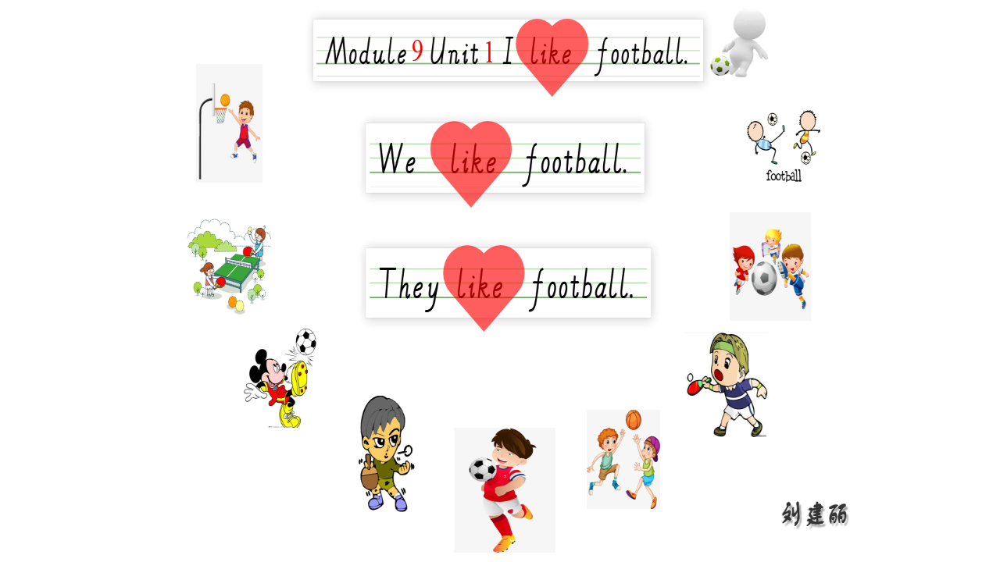 Module 9 Unit 1 I like football.
football
We like football.
They like football.
刘建丽